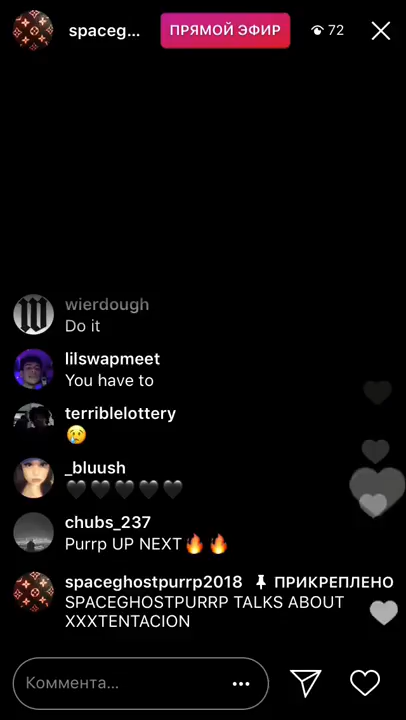 spaceg...
ПРЯМОЙ ЭФИР
72
wierdough
Do it
lilswapmeet
You have to
terriblelottery
😢
_bluush
🖤🖤🖤🖤🖤
chubs_237
Purrp UP NEXT🔥🔥
spaceghostpurrp2018 📌 ПРИКРЕПЛЕНО
SPACEGHOSTPURRP TALKS ABOUT
XXXTENTACION
Коммента...